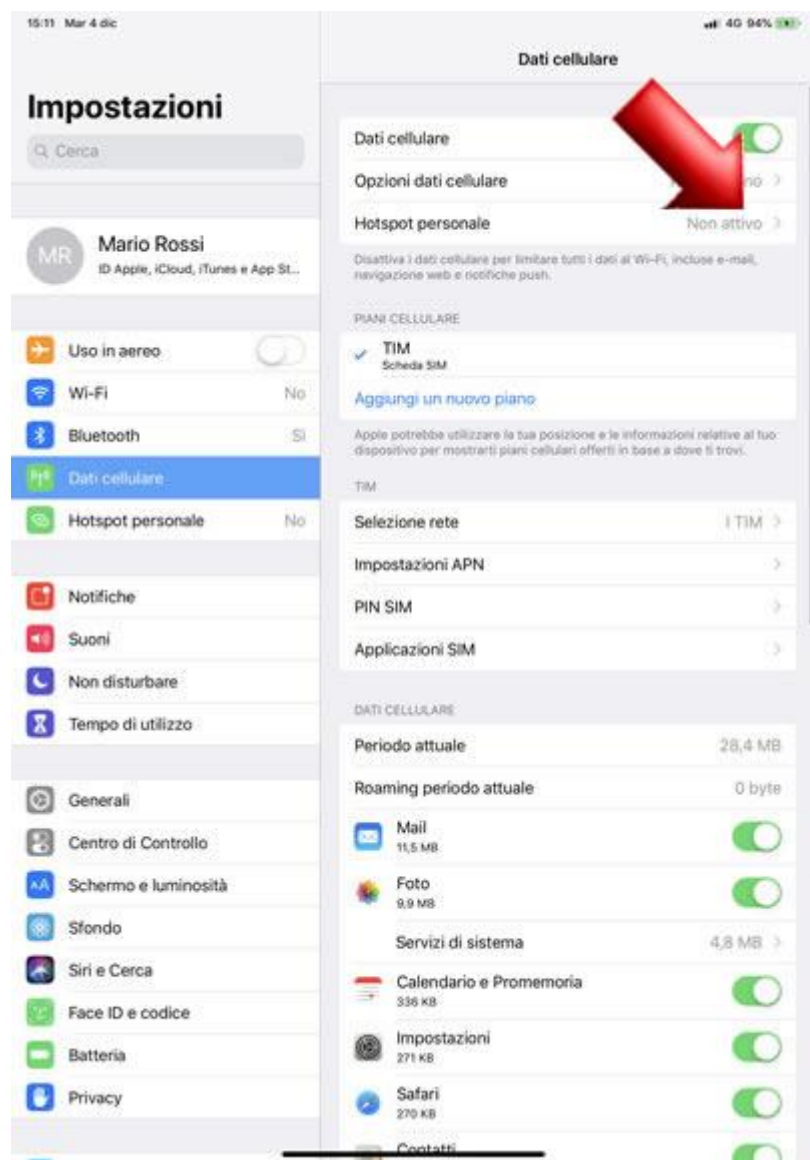 15:11 Mar 4 dic
4G 94%
Impostazioni
Cerca
MR
Mario Rossi
ID Apple, iCloud, iTunes e App St...
Uso in aereo
Wi-Fi No
Bluetooth Sì
Dati cellulare
Hotspot personale No
Notifiche
Suoni
Non disturbare
Tempo di utilizzo
Generali
Centro di Controllo
AA
Schermo e luminosità
Sfondo
Siri e Cerca
Face ID e codice
Batteria
Privacy
Dati cellulare
Dati cellulare
Opzioni dati cellulare
Hotspot personale Non attivo
Disattiva i dati cellulare per limitare tutti i dati al Wi-Fi, incluse e-mail,
navigazione web e notifiche push.
PIANI CELLULARE
TIM
Scheda SIM
Aggiungi un nuovo piano
Apple potrebbe utilizzare la tua posizione e le informazioni relative al tuo
dispositivo per mostrarti piani cellulari offerti in base a dove ti trovi.
TIM
Selezione rete I TIM
Impostazioni APN
PIN SIM
Applicazioni SIM
DATI CELLULARE
Periodo attuale 28,4 MB
Roaming periodo attuale 0 byte
Mail
11,5 MB
Foto
9,9 MB
Servizi di sistema 4,8 MB
Calendario e Promemoria
336 KB
Impostazioni
271 KB
Safari
270 KB
Contatti